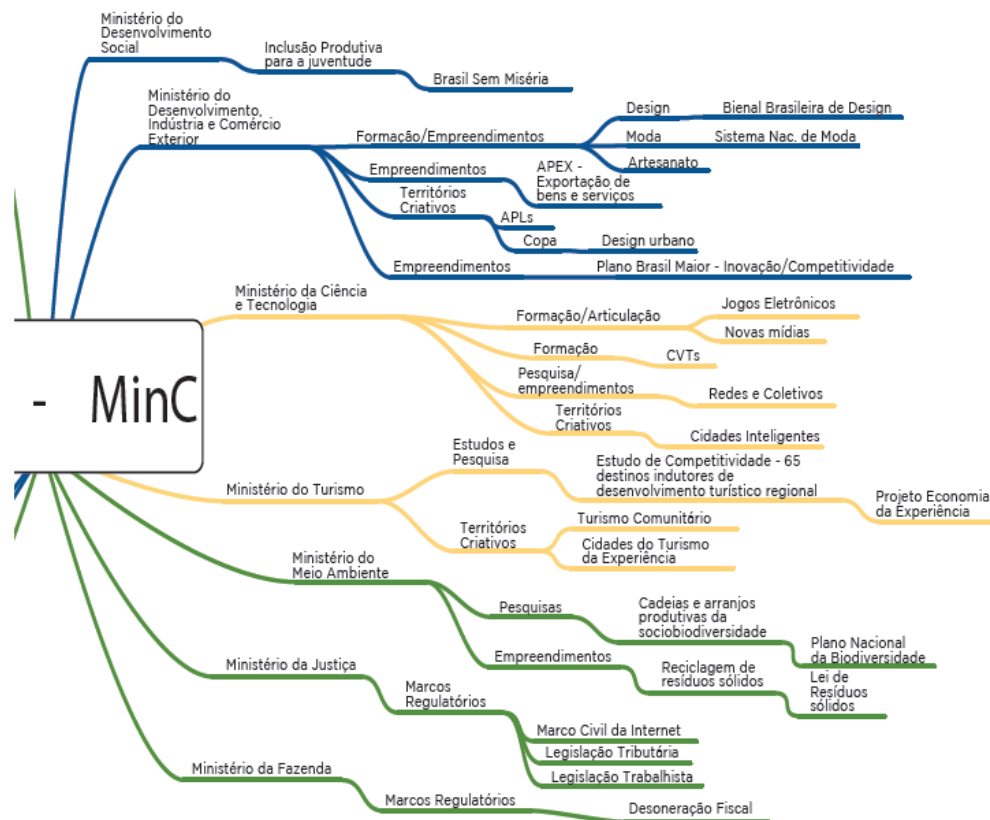 Ministério do
Desenvolvimento
Social
Inclusão Produtiva
para a juventude
Brasil Sem Miséria
Ministério do
Desenvolvimento,
Indústria e Comércio
Exterior
Formação/Empreendimentos
Design
Bienal Brasileira de Design
Moda
Sistema Nac. de Moda
Artesanato
Empreendimentos
APEX -
Exportação de
bens e serviços
Territórios
Criativos
APLs
Copa
Design urbano
Empreendimentos
Plano Brasil Maior - Inovação/Competitividade
- MinC
Ministério da Ciência
e Tecnologia
Formação/Articulação
Jogos Eletrônicos
Novas mídias
Formação
CVTs
Pesquisa/
empreendimentos
Redes e Coletivos
Territórios
Criativos
Cidades Inteligentes
Ministério do Turismo
Estudos e
Pesquisa
Estudo de Competitividade - 65
destinos indutores de
desenvolvimento turístico regional
Projeto Economia
da Experiência
Territórios
Criativos
Turismo Comunitário
Cidades do Turismo
da Experiência
Ministério do
Meio Ambiente
Pesquisas
Cadeias e arranjos
produtivas da
sociobiodiversidade
Plano Nacional
da Biodiversidade
Empreendimentos
Reciclagem de
resíduos sólidos
Lei de
Resíduos
sólidos
Ministério da Justiça
Marcos
Regulatórios
Marco Civil da Internet
Legislação Tributária
Legislação Trabalhista
Ministério da Fazenda
Marcos Regulatórios
Desoneração Fiscal